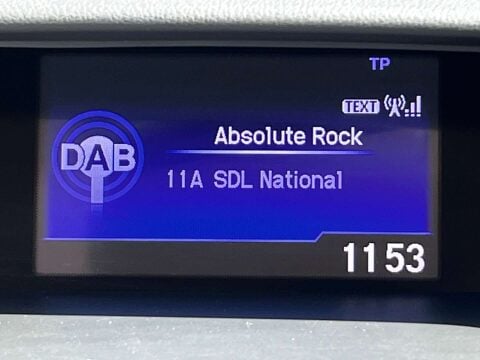 TP
TEXT
Absolute Rock
DAB
11A SDL National
1153